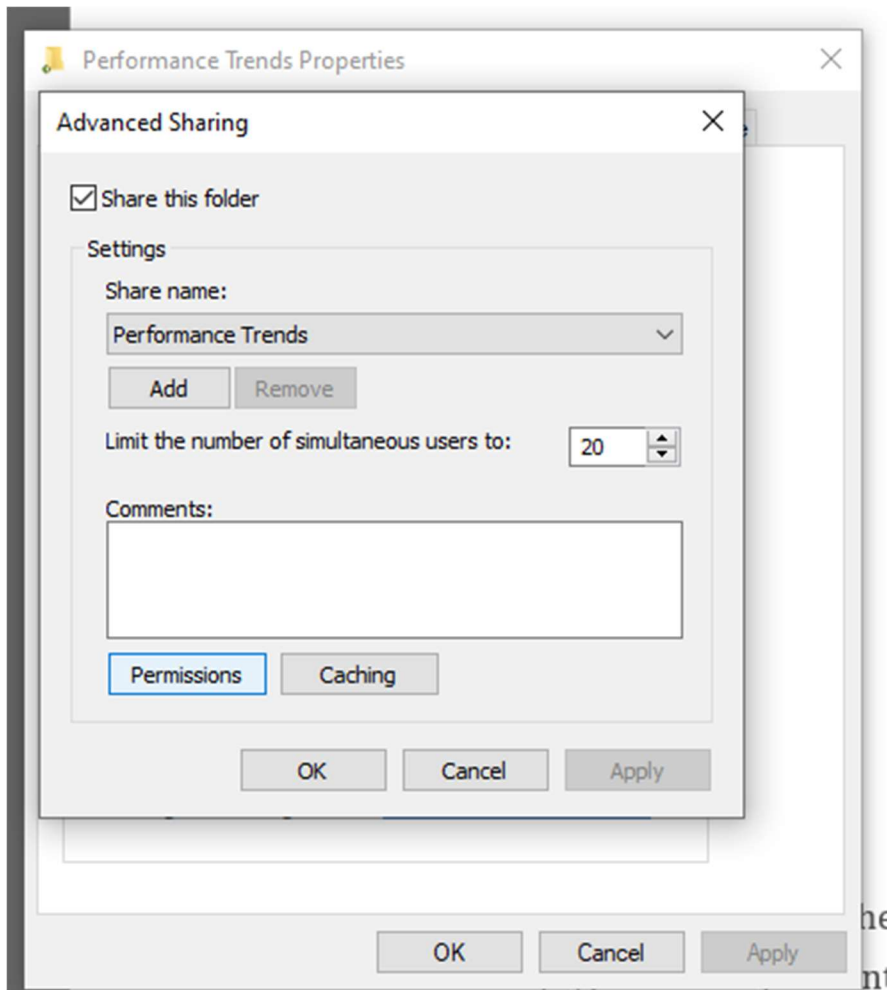 Performance Trends Properties
Advanced Sharing
Share this folder
Settings
Share name:
Performance Trends
Add Remove
Limit the number of simultaneous users to: 20
Comments:
Permissions Caching
OK Cancel Apply
OK Cancel Apply